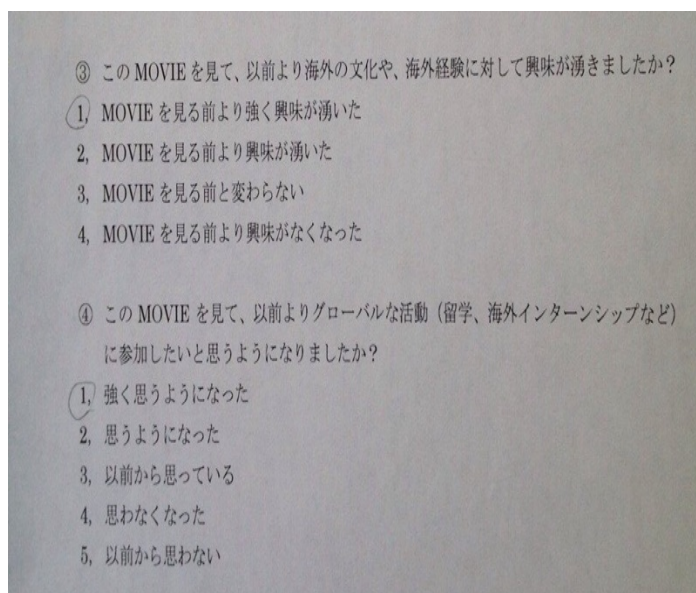 ③ このMOVIEを見て、以前より海外の文化や、海外経験に対して興味が湧きましたか？
1, MOVIEを見る前より強く興味が湧いた
2, MOVIEを見る前より興味が湧いた
3, MOVIEを見る前と変わらない
4, MOVIEを見る前より興味がなくなった
④ このMOVIEを見て、以前よりグローバルな活動（留学、海外インターンシップなど）
に参加したいと思うようになりましたか？
1, 強く思うようになった
2, 思うようになった
3, 以前から思っている
4, 思わなくなった
5, 以前から思わない